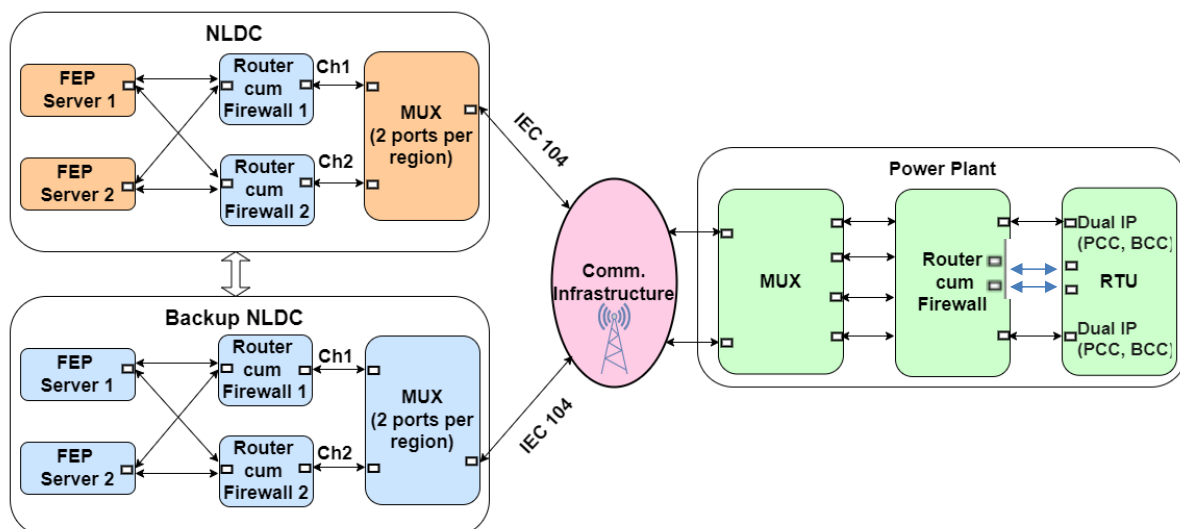 NLDC
FEP
Server 1
FEP
Server 2
Router
cum
Firewall 1
Router
cum
Firewall 2
Ch1
Ch2
MUX
(2 ports per
region)
IEC 104
Backup NLDC
FEP
Server 1
FEP
Server 2
Router
cum
Firewall 1
Router
cum
Firewall 2
Ch1
Ch2
MUX
(2 ports per
region)
IEC 104
Comm.
Infrastructure
Power Plant
MUX
Router
cum
Firewall
Dual IP
(PCC, BCC)
RTU
Dual IP
(PCC, BCC)